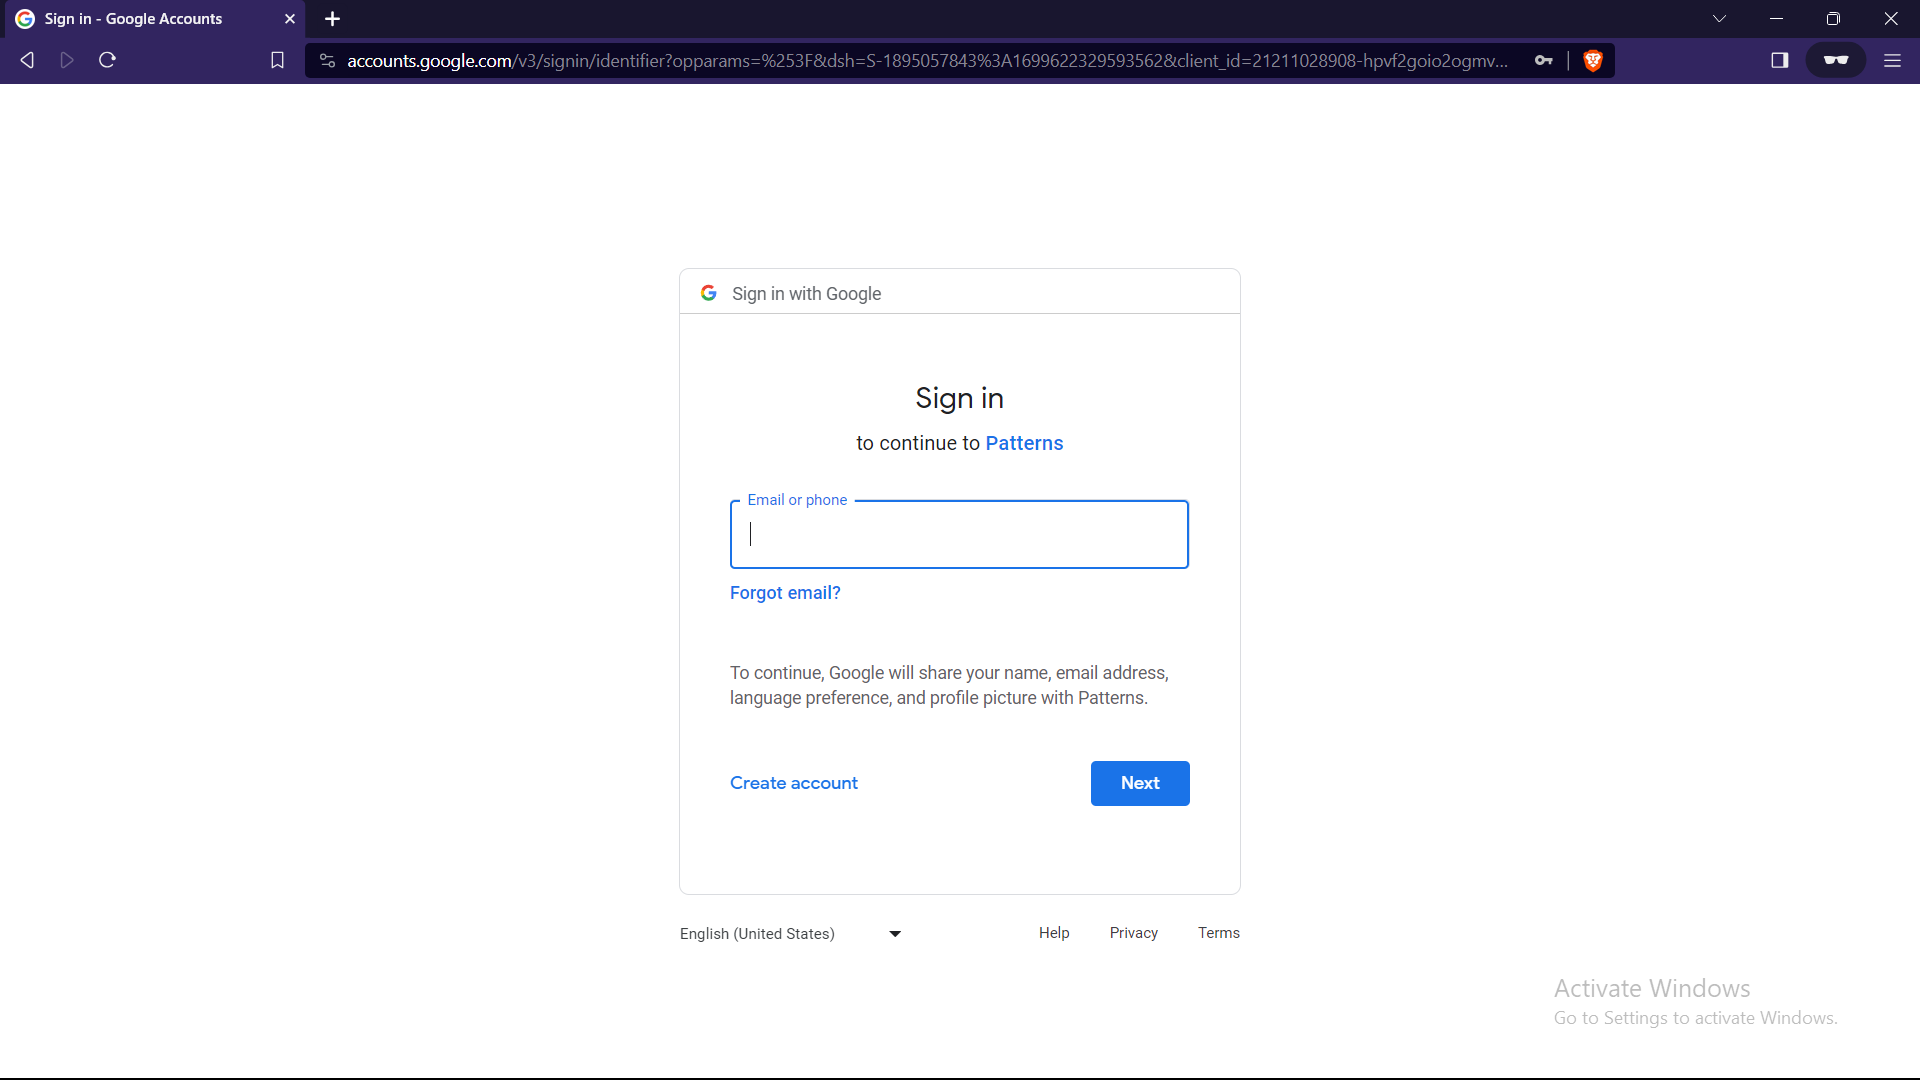 Sign in - Google Accounts
accounts.google.com/v3/signin/identifier?opparams=%253F&dsh=S-1895057843%3A1699622329593562&client_id=21211028908-hpvf2goio2ogmv...
Sign in with Google
Sign in
to continue to Patterns
Email or phone
Forgot email?
To continue, Google will share your name, email address,
language preference, and profile picture with Patterns.
Create account
Next
English (United States)
Help
Privacy
Terms
Activate Windows
Go to Settings to activate Windows.